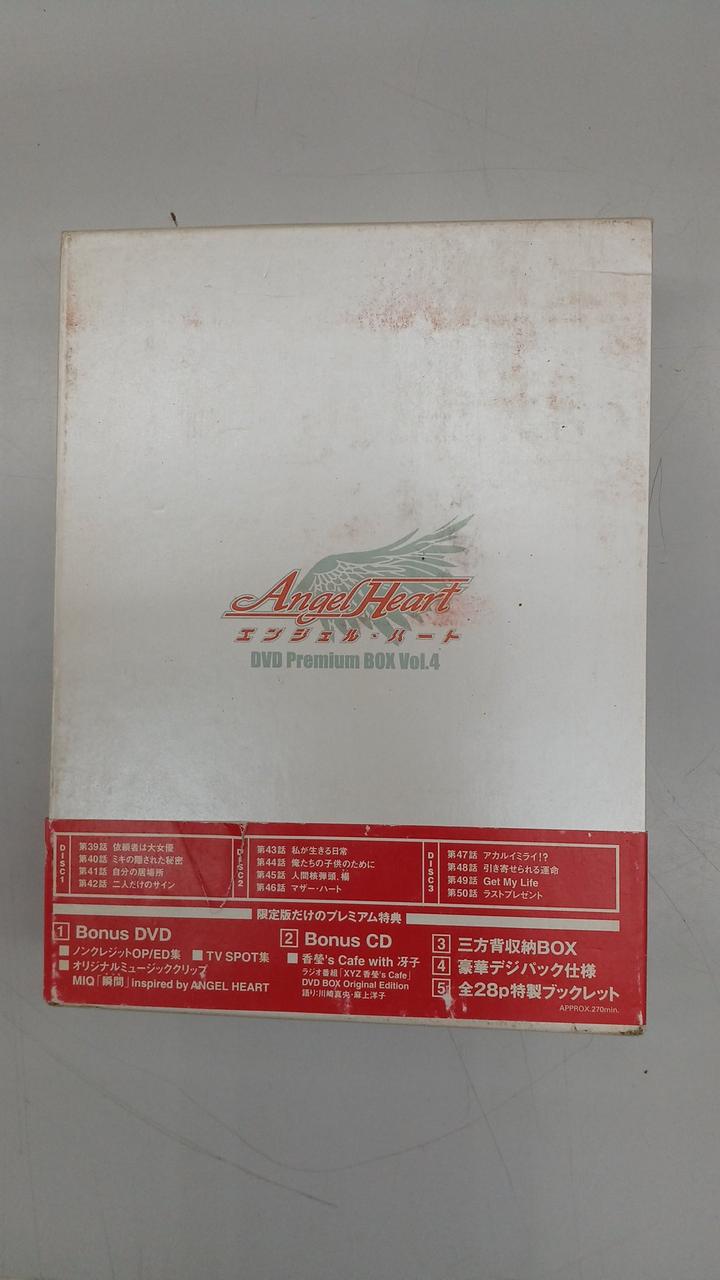 Angel Heart
エンジェル・ハート
DVD Premium BOX Vol.4
DISC1
第39話 依頼者は大女優
第40話 ミキの隠された秘密
第41話 自分の居場所
第42話 二人だけのサイン
DISC2
第43話 私が生きる日常
第44話 俺たちの子供のために
第45話 人間核弾頭、楊
第46話 マザー・ハート
DISC3
第47話 アカルイミライ!?
第48話 引き寄せられる運命
第49話 Get My Life
第50話 ラストプレゼント
限定版だけのプレミアム特典
1 Bonus DVD
■ノンクレジットOP/ED集 ■TV SPOT集
■オリジナルミュージッククリップ
MIQ「瞬間」inspired by ANGEL HEART
2 Bonus CD
■香瑩's Cafe with 冴子
ラジオ番組「XYZ 香瑩's Cafe」
DVD BOX Original Edition
語り:川崎真央・麻上洋子
3 三方背収納BOX
4 豪華デジパック仕様
5 全28p特製ブックレット
APPROX.270min.